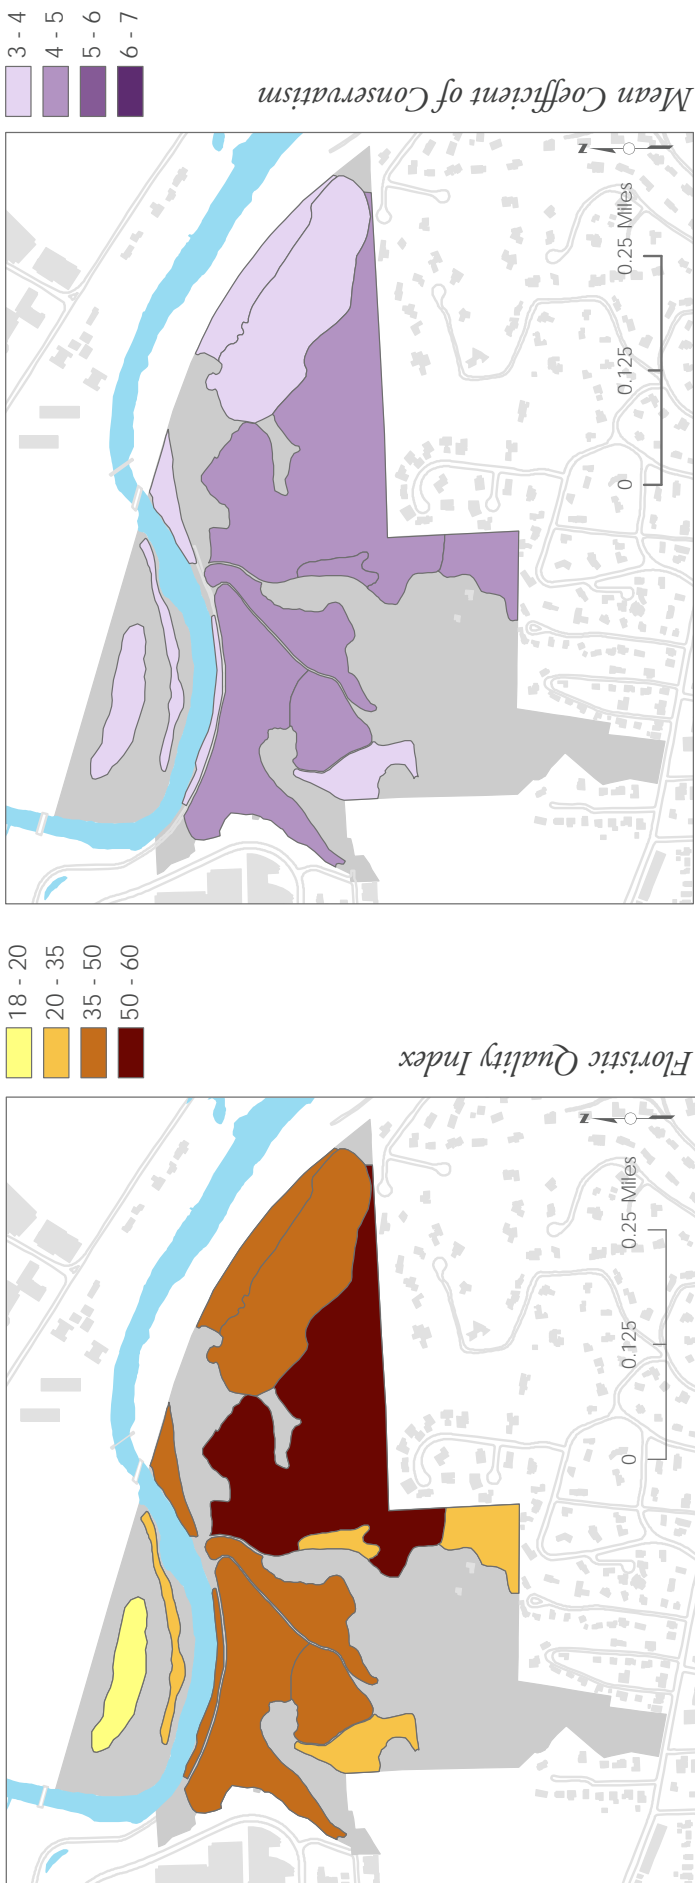 Mean Coefficient of Conservatism
3 - 4
4 - 5
5 - 6
6 - 7
N
0 0.125 0.25 Miles
Floristic Quality Index
18 - 20
20 - 35
35 - 50
50 - 60
N
0 0.125 0.25 Miles